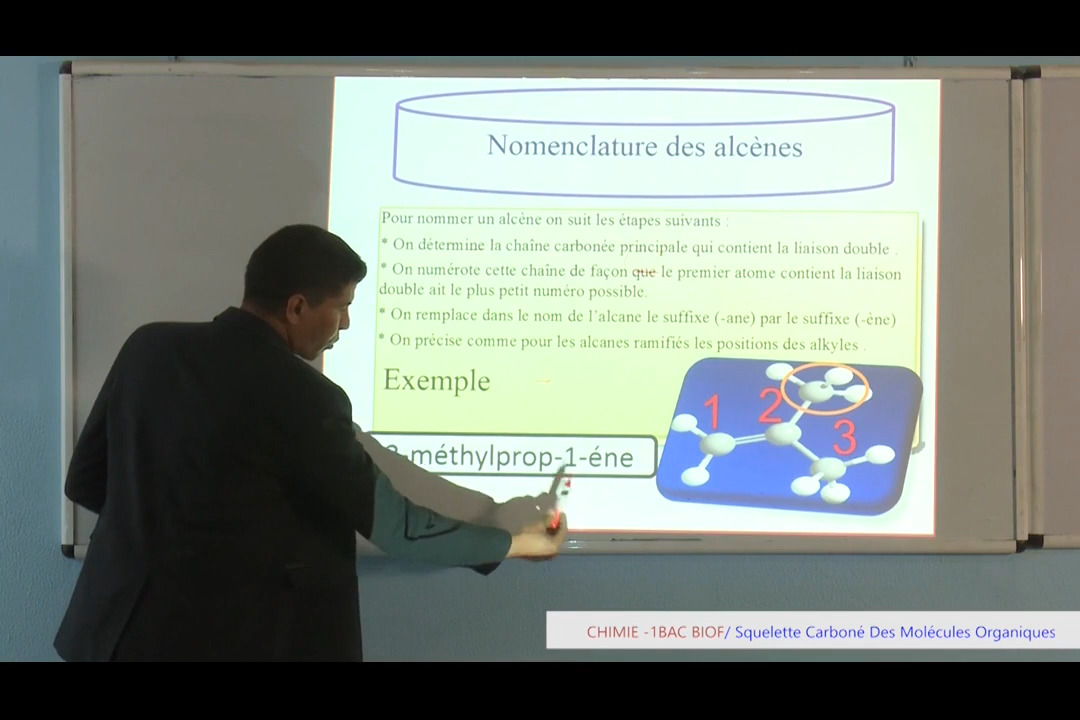 Nomenclature des alcènes
Pour nommer un alcène on suit les étapes suivants :
* On détermine la chaîne carbonée principale qui contient la liaison double .
* On numérote cette chaîne de façon que le premier atome contient la liaison
double ait le plus petit numéro possible.
* On remplace dans le nom de l'alcane le suffixe (-ane) par le suffixe (-ène)
* On précise comme pour les alcanes ramifiés les positions des alkyles .
Exemple
1 2 3
-méthylprop-1-éne
CHIMIE -1BAC BIOF/ Squelette Carboné Des Molécules Organiques